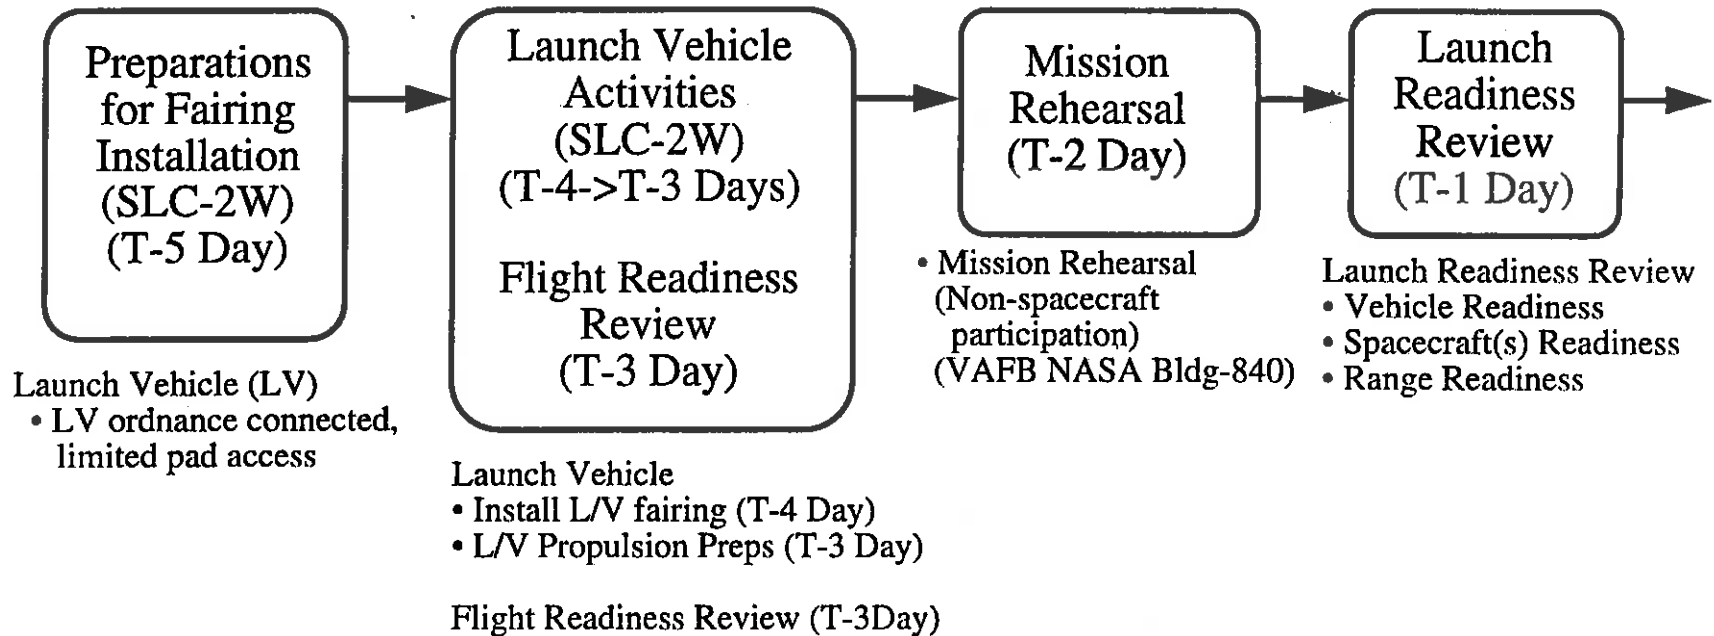 Preparations
for Fairing
Installation
(SLC-2W)
(T-5 Day)
Launch Vehicle (LV)
• LV ordnance connected,
limited pad access
Launch Vehicle
Activities
(SLC-2W)
(T-4->T-3 Days)
Flight Readiness
Review
(T-3 Day)
Launch Vehicle
• Install L/V fairing (T-4 Day)
• L/V Propulsion Preps (T-3 Day)
Flight Readiness Review (T-3Day)
Mission
Rehearsal
(T-2 Day)
• Mission Rehearsal
(Non-spacecraft
participation)
(VAFB NASA Bldg-840)
Launch
Readiness
Review
(T-1 Day)
Launch Readiness Review
• Vehicle Readiness
• Spacecraft(s) Readiness
• Range Readiness